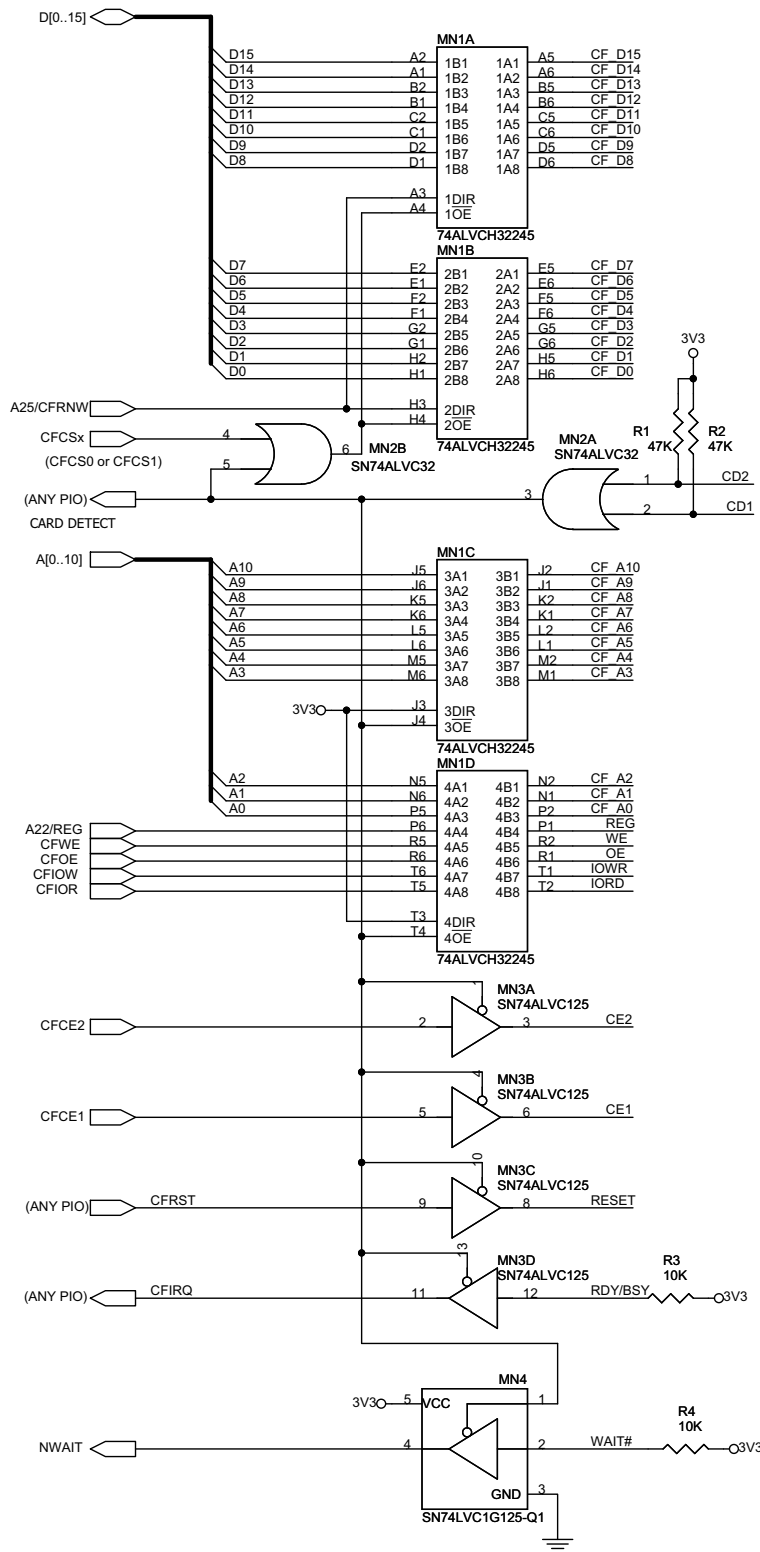 D[0..15]
MN1A
D15 A2 1B1 1A1 A5 CF_D15
D14 A1 1B2 1A2 A6 CF_D14
D13 B2 1B3 1A3 B5 CF_D13
D12 B1 1B4 1A4 B6 CF_D12
D11 C2 1B5 1A5 C5 CF_D11
D10 C1 1B6 1A6 C6 CF_D10
D9 D2 1B7 1A7 D5 CF_D9
D8 D1 1B8 1A8 D6 CF_D8
A3 1DIR
A4 1OE
74ALVCH32245
MN1B
D7 E2 2B1 2A1 E5 CF_D7
D6 E1 2B2 2A2 E6 CF_D6
D5 F2 2B3 2A3 F5 CF_D5
D4 F1 2B4 2A4 F6 CF_D4
D3 G2 2B5 2A5 G5 CF_D3
D2 G1 2B6 2A6 G6 CF_D2
D1 H2 2B7 2A7 H5 CF_D1
D0 H1 2B8 2A8 H6 CF_D0
3V3
A25/CFRNW H3 2DIR
H4 2OE
74ALVCH32245
R1 R2
47K 47K
CFCSx 4
(CFCS0 or CFCS1) 5
6 MN2B
SN74ALVC32
MN2A
SN74ALVC32
1 CD2
2 CD1
3
(ANY PIO)
CARD DETECT
A[0..10]
MN1C
A10 J5 3A1 3B1 J2 CF_A10
A9 J6 3A2 3B2 J1 CF_A9
A8 K5 3A3 3B3 K2 CF_A8
A7 K6 3A4 3B4 K1 CF_A7
A6 L5 3A5 3B5 L2 CF_A6
A5 L6 3A6 3B6 L1 CF_A5
A4 M5 3A7 3B7 M2 CF_A4
A3 M6 3A8 3B8 M1 CF_A3
3V3 J3 3DIR
J4 3OE
74ALVCH32245
MN1D
A2 N5 4A1 4B1 N2 CF_A2
A1 N6 4A2 4B2 N1 CF_A1
A0 P5 4A3 4B3 P2 CF_A0
A22/REG P6 4A4 4B4 P1 REG
CFWE R5 4A5 4B5 R2 WE
CFOE R6 4A6 4B6 R1 OE
CFIOW T6 4A7 4B7 T1 IOWR
CFIOR T5 4A8 4B8 T2 IORD
T3 4DIR
T4 4OE
74ALVCH32245
1 MN3A
SN74ALVC125
CFCE2 2 3 CE2
4 MN3B
SN74ALVC125
CFCE1 5 6 CE1
10 MN3C
SN74ALVC125
(ANY PIO) CFRST 9 8 RESET
13 MN3D
SN74ALVC125
R3
10K
(ANY PIO) CFIRQ 11 12 RDY/BSY 3V3
MN4
3V3 5 VCC 1
R4
10K
NWAIT 4 2 WAIT# 3V3
GND 3
SN74LVC1G125-Q1